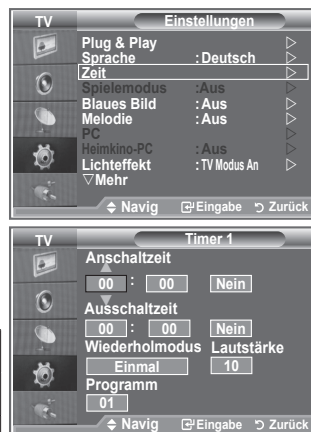 TV Einstellungen
Plug & Play
Sprache : Deutsch
Zeit
Spielemodus :Aus
Blaues Bild : Aus
Melodie : Aus
PC
Heimkino-PC : Aus
Lichteffekt : TV Modus An
▽Mehr
Navig Eingabe Zurück
TV Timer 1
Anschaltzeit
00 : 00 Nein
Ausschaltzeit
00 : 00 Nein
Wiederholmodus Lautstärke
Einmal 10
Programm
01
Navig Eingabe Zurück